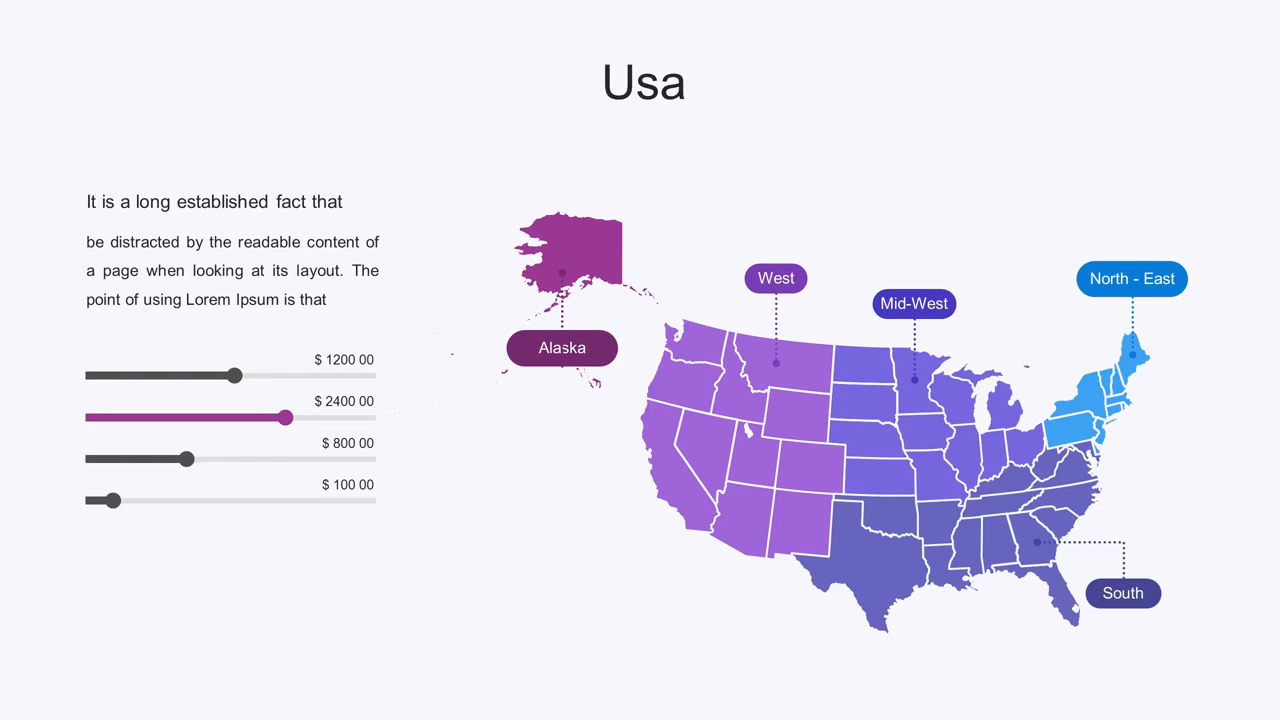 Usa
It is a long established fact that
be distracted by the readable content of
a page when looking at its layout. The
point of using Lorem Ipsum is that
$ 1200 00
$ 2400 00
$ 800 00
$ 100 00
Alaska
West
Mid-West
North - East
South